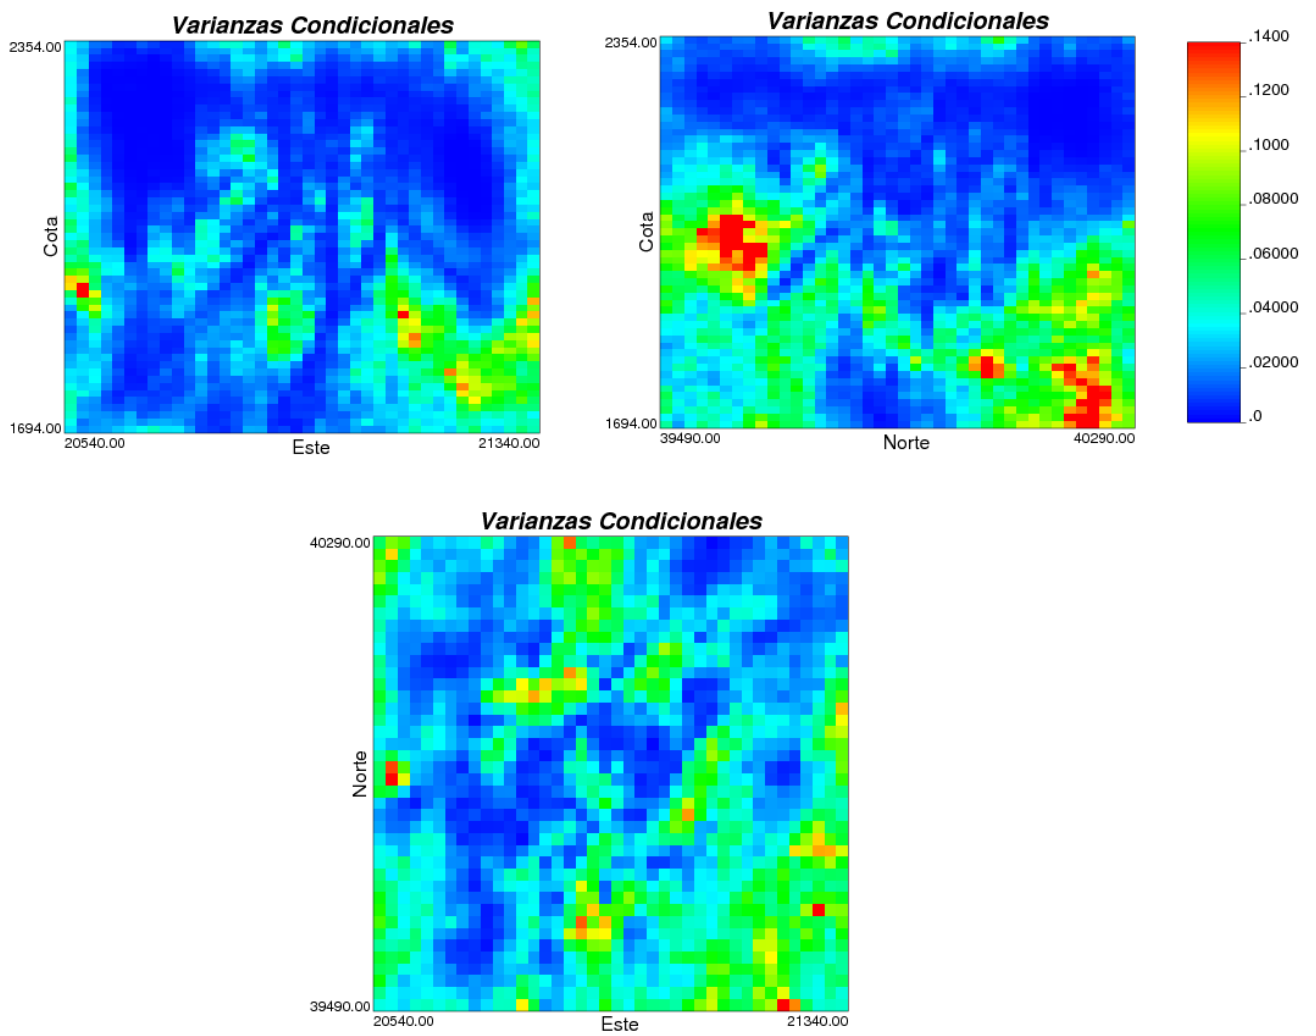 Varianzas Condicionales
2354.00
Cota
1694.00
20540.00
Este
21340.00
Varianzas Condicionales
2354.00
Cota
1694.00
39490.00
Norte
40290.00
.1400
.1200
.1000
.08000
.06000
.04000
.02000
.0
Varianzas Condicionales
40290.00
Norte
39490.00
20540.00
Este
21340.00